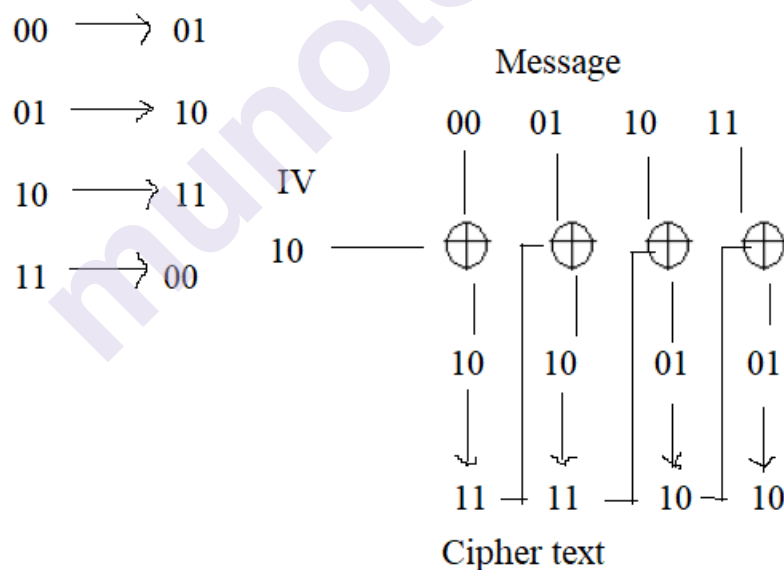 00 → 01
01 → 10
10 → 11
11 → 00
Message
00 01 10 11
IV
10
10 10 01 01
11 11 10 10
Cipher text
munote